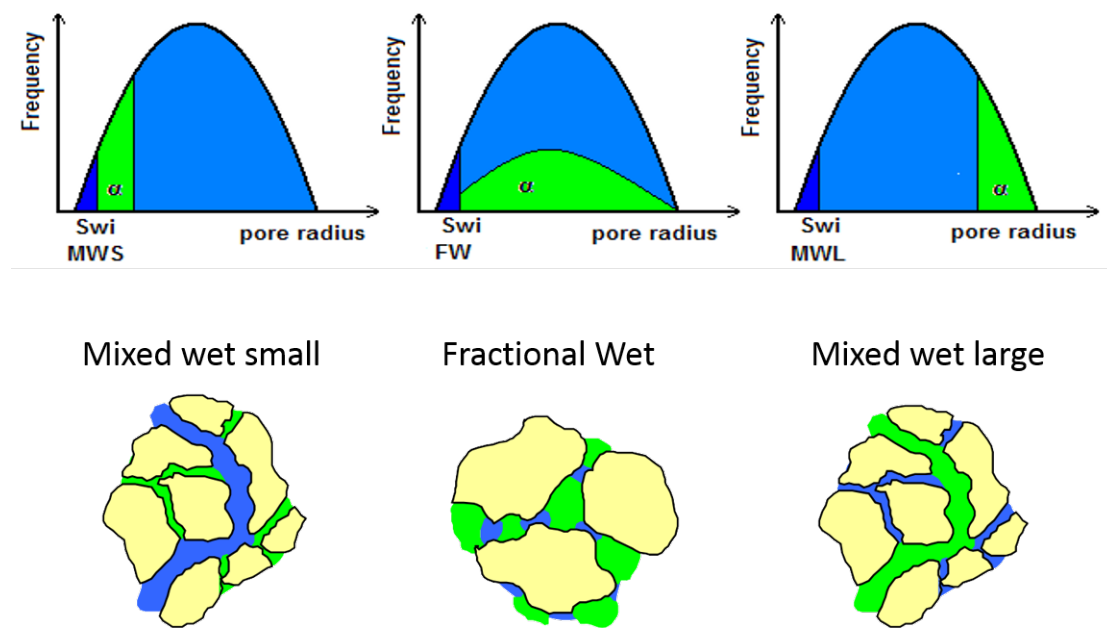 Frequency
α
Swi
pore radius
MWS
Frequency
α
Swi
pore radius
FW
Frequency
α
Swi
pore radius
MWL
Mixed wet small
Fractional Wet
Mixed wet large